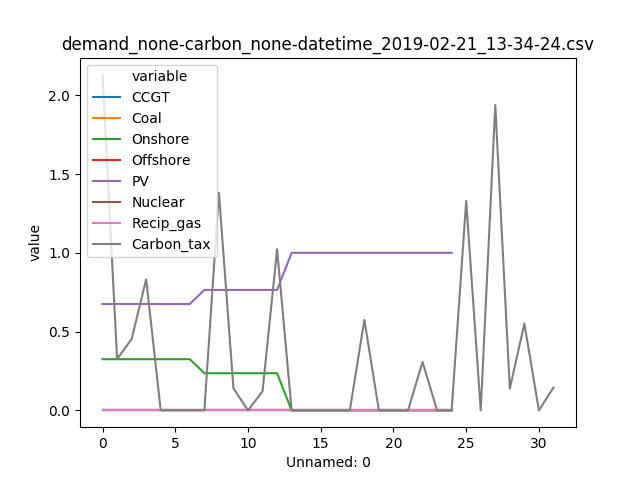 demand_none-carbon_none-datetime_2019-02-21_13-34-24.csv
variable
CCGT
Coal
Onshore
Offshore
PV
Nuclear
Recip_gas
Carbon_tax
value
2.0
1.5
1.0
0.5
0.0
0 5 10 15 20 25 30
Unnamed: 0